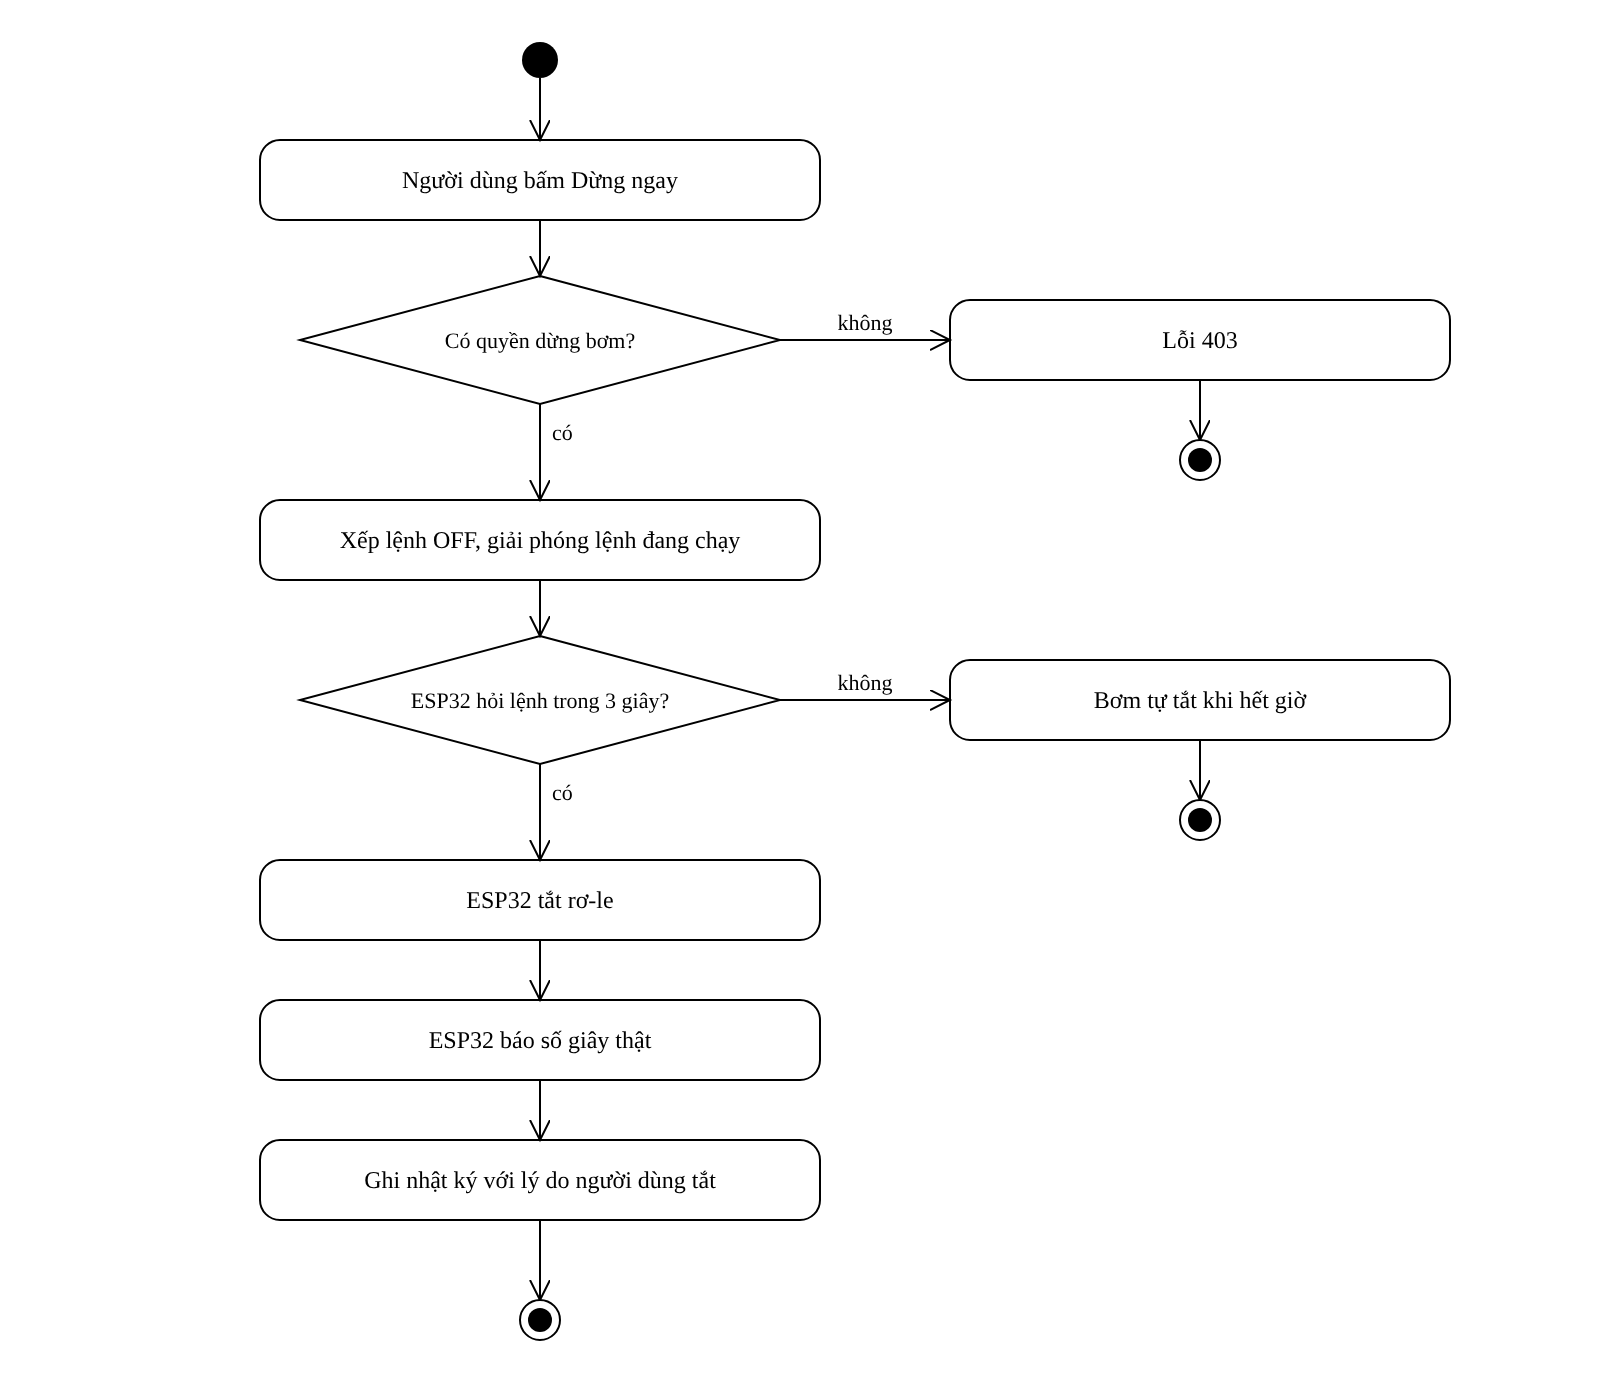 Người dùng bấm Dừng ngay
Có quyền dừng bơm?
không
Lỗi 403
có
Xếp lệnh OFF, giải phóng lệnh đang chạy
ESP32 hỏi lệnh trong 3 giây?
không
Bơm tự tắt khi hết giờ
có
ESP32 tắt rơ-le
ESP32 báo số giây thật
Ghi nhật ký với lý do người dùng tắt